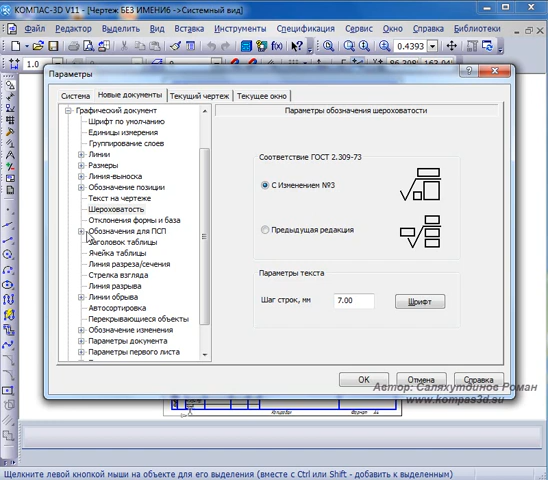 КОМПАС-3D V11 - [Чертеж БЕЗ ИМЕНИ6 ->Системный вид]
Файл Редактор Выделить Вид Вставка Инструменты Спецификация Сервис Окно Справка Библиотеки
0.4393
1.0
Параметры
Система Новые документы Текущий чертеж Текущее окно
Графический документ
Шрифт по умолчанию
Единицы измерения
Группирование слоев
Линии
Размеры
Линия-выноска
Обозначение позиции
Текст на чертеже
Шероховатость
Отклонения формы и база
Обозначения для ПСП
Заголовок таблицы
Ячейка таблицы
Линия разреза/сечения
Стрелка взгляда
Линия разрыва
Линии обрыва
Автосортировка
Перекрывающиеся объекты
Обозначение изменения
Параметры документа
Параметры первого листа
Параметры обозначения шероховатости
Соответствие ГОСТ 2.309-73
С Изменением №3
Предыдущая редакция
Параметры текста
Шаг строк, мм 7.00 Шрифт
OK Отмена Справка
Автор: Саляхутдинов Роман
www.kompas3d.su
Щелкните левой кнопкой мыши на объекте для его выделения (вместе с Ctrl или Shift - добавить к выделенным)